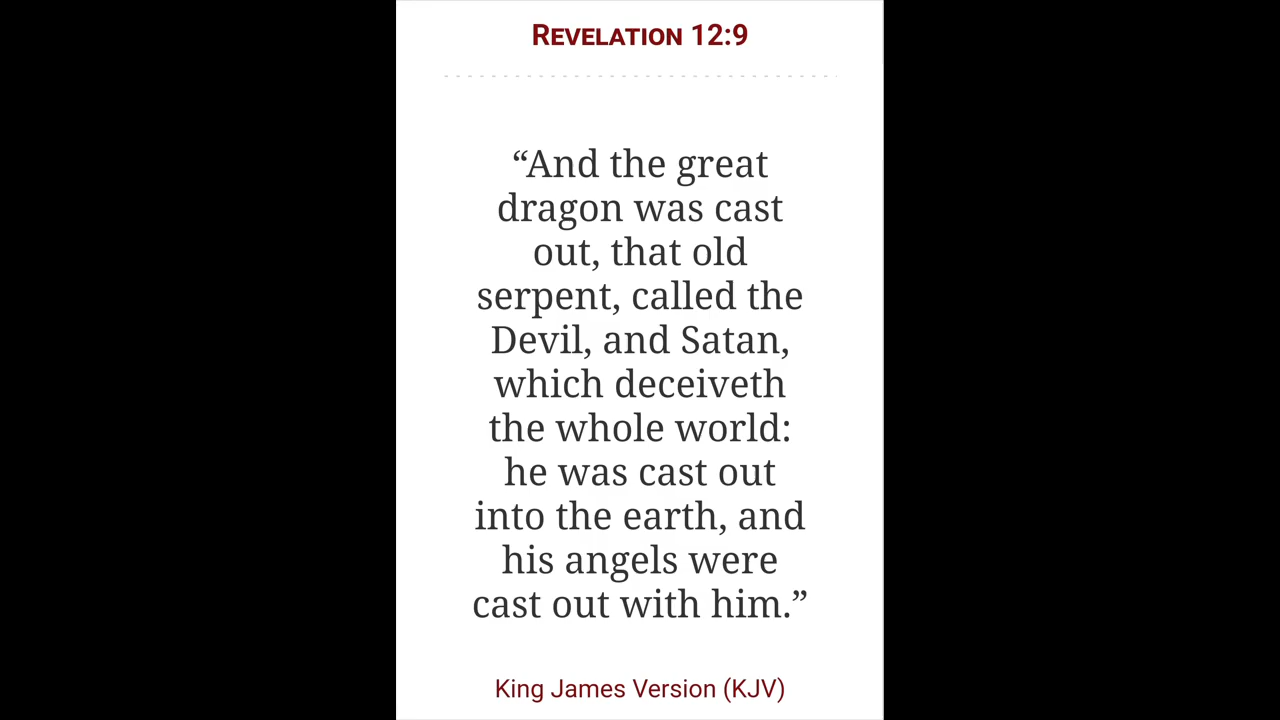 Revelation 12:9
“And the great
dragon was cast
out, that old
serpent, called the
Devil, and Satan,
which deceiveth
the whole world:
he was cast out
into the earth, and
his angels were
cast out with him.”
King James Version (KJV)